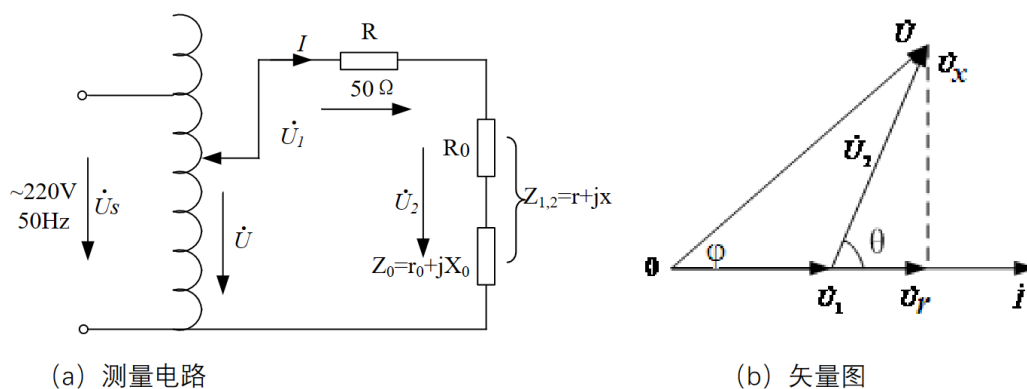 R
I
50 Ω
U̇₁
R0
~220V
50Hz
U̇s
U̇
U̇₂
Z₁,₂=r+jx
Z₀=r₀+jX₀
(a) 测量电路
U̇
U̇x
U̇₂
0
φ
θ
U̇₁
U̇r
İ
(b) 矢量图